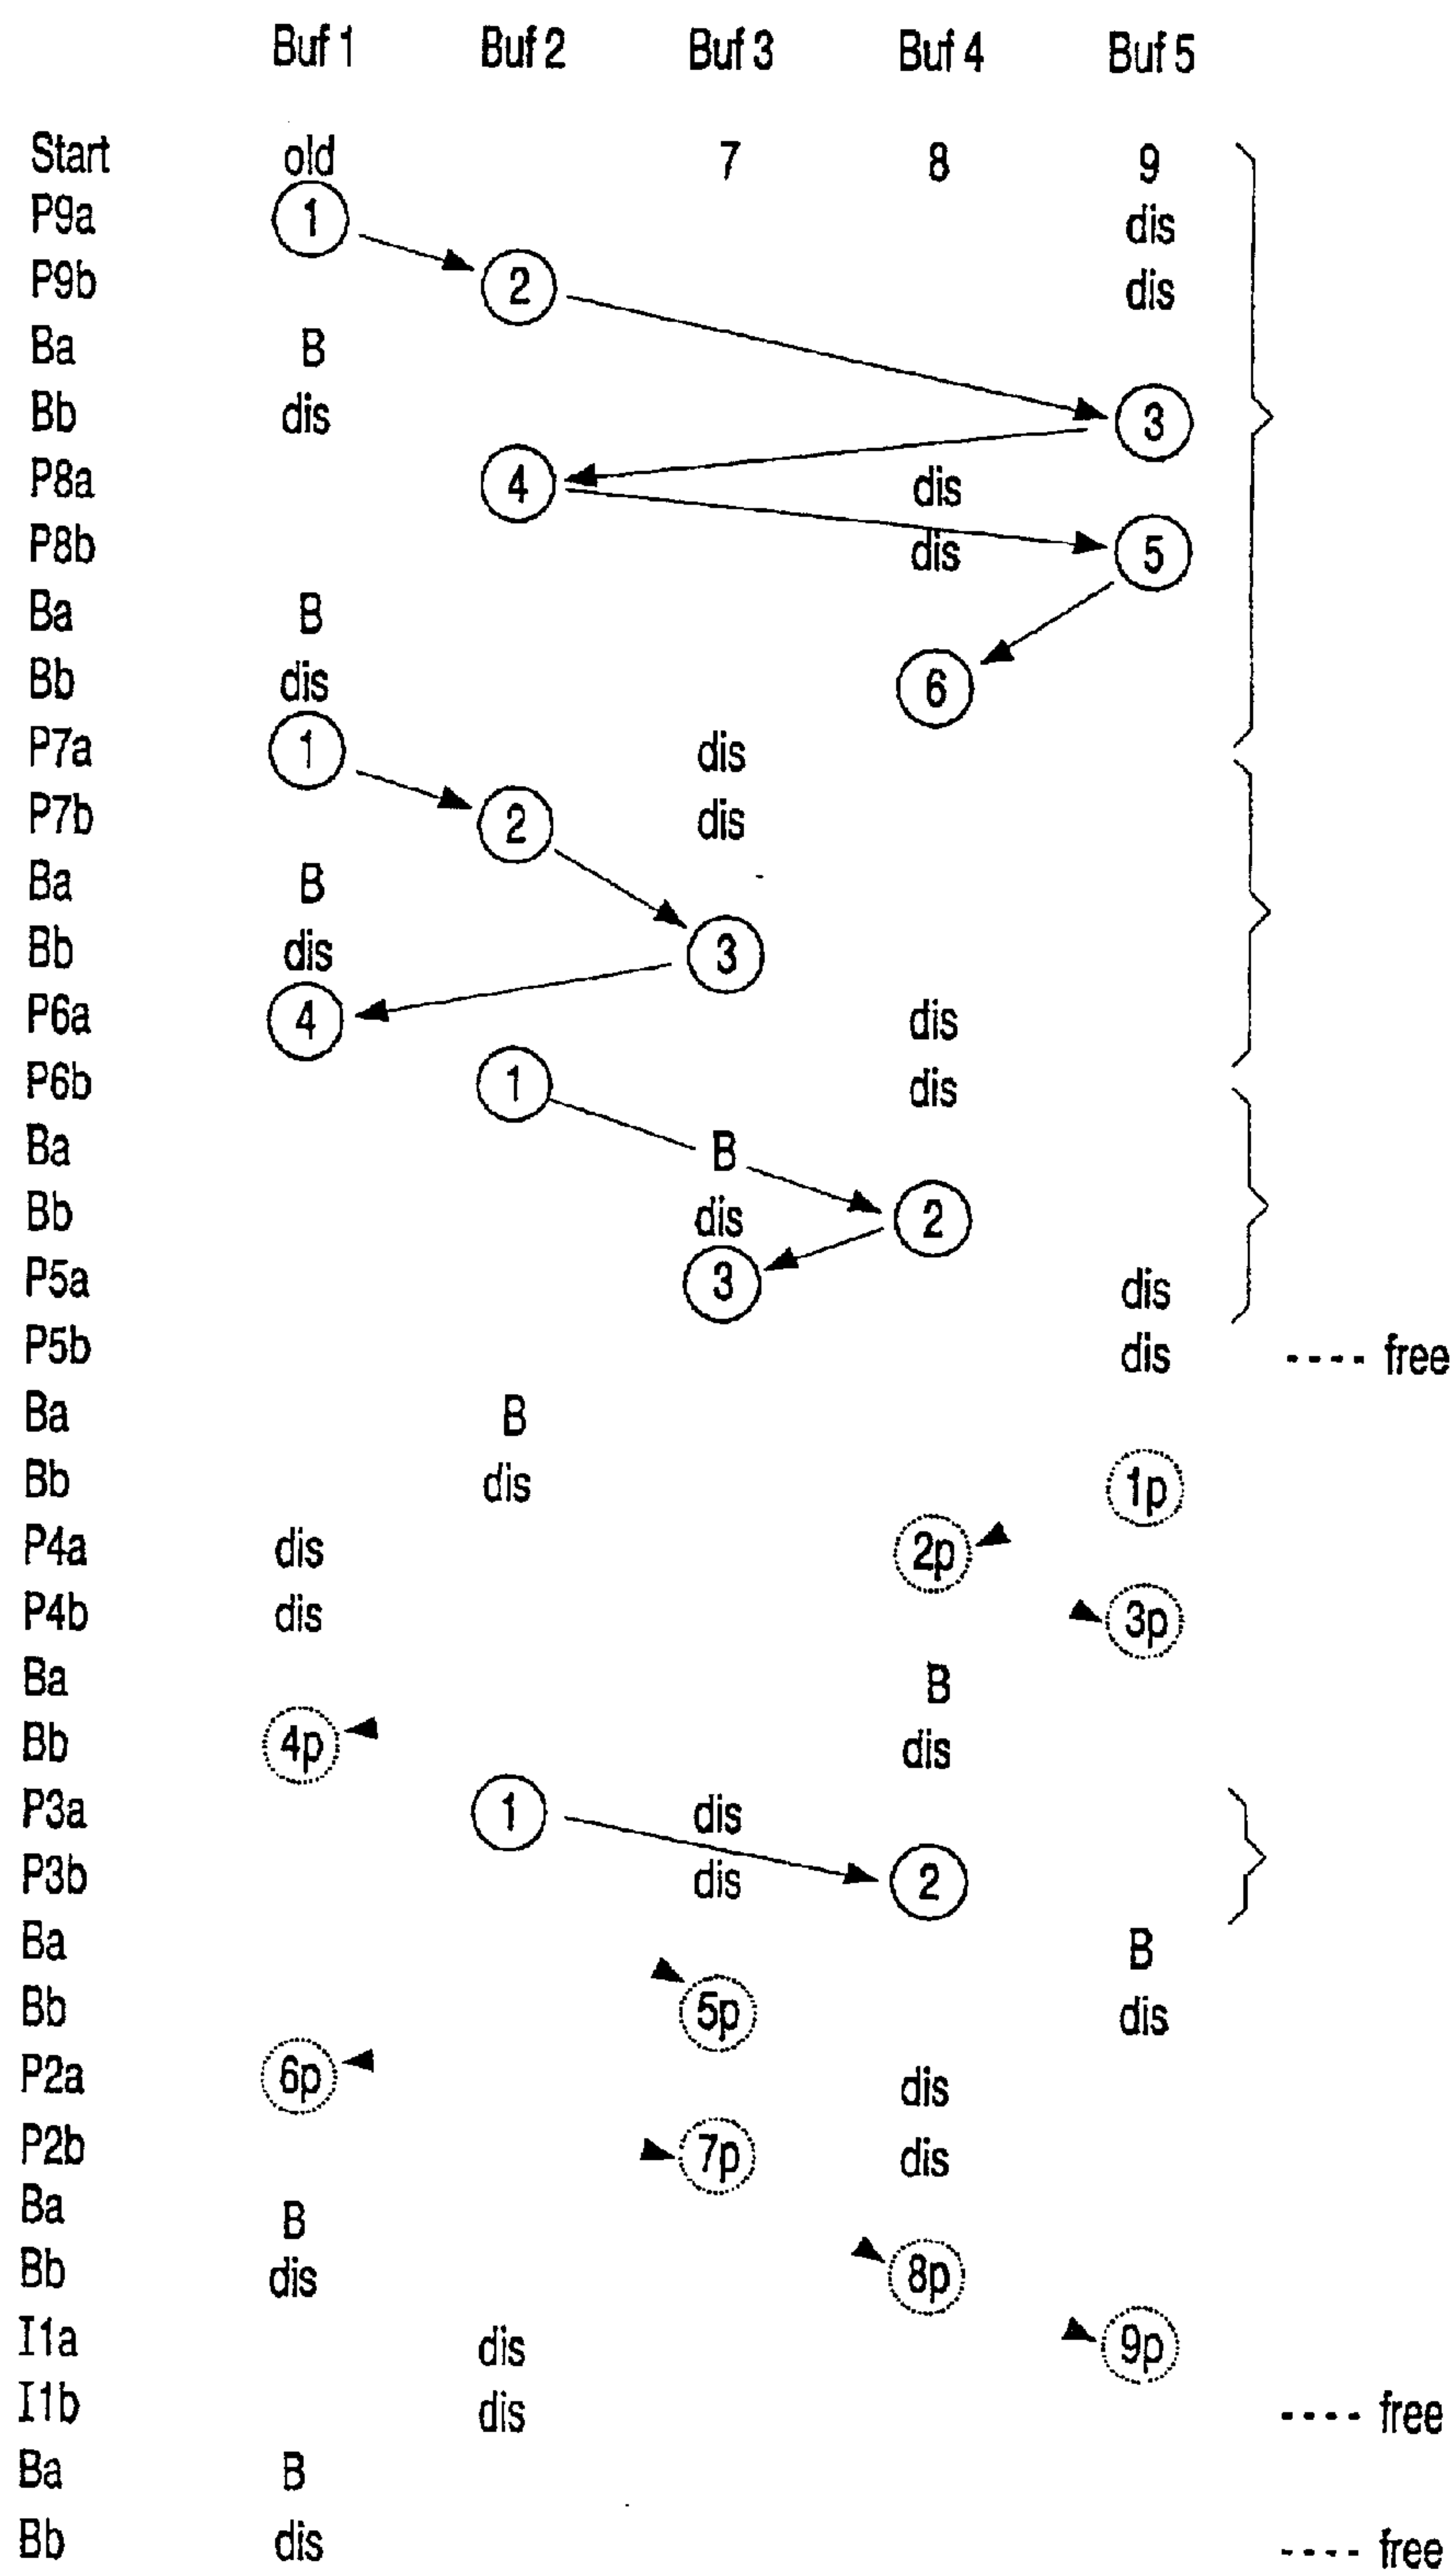 Buf 1 Buf 2 Buf 3 Buf 4 Buf 5
Start old 7 8 9
P9a 1 dis
P9b 2 dis
Ba B
Bb dis 3
P8a 4 dis
P8b dis 5
Ba B
Bb dis 6
P7a 1 dis
P7b 2 dis
Ba B
Bb dis 3
P6a 4 dis
P6b 1 dis
Ba B
Bb dis 2
P5a 3 dis
P5b dis ---- free
Ba B
Bb dis 1p
P4a dis 2p
P4b dis 3p
Ba B
Bb 4p dis
P3a 1 dis
P3b dis 2
Ba B
Bb 5p dis
P2a 6p dis
P2b 7p dis
Ba B
Bb dis 8p
I1a dis 9p
I1b dis ---- free
Ba B
Bb dis ---- free